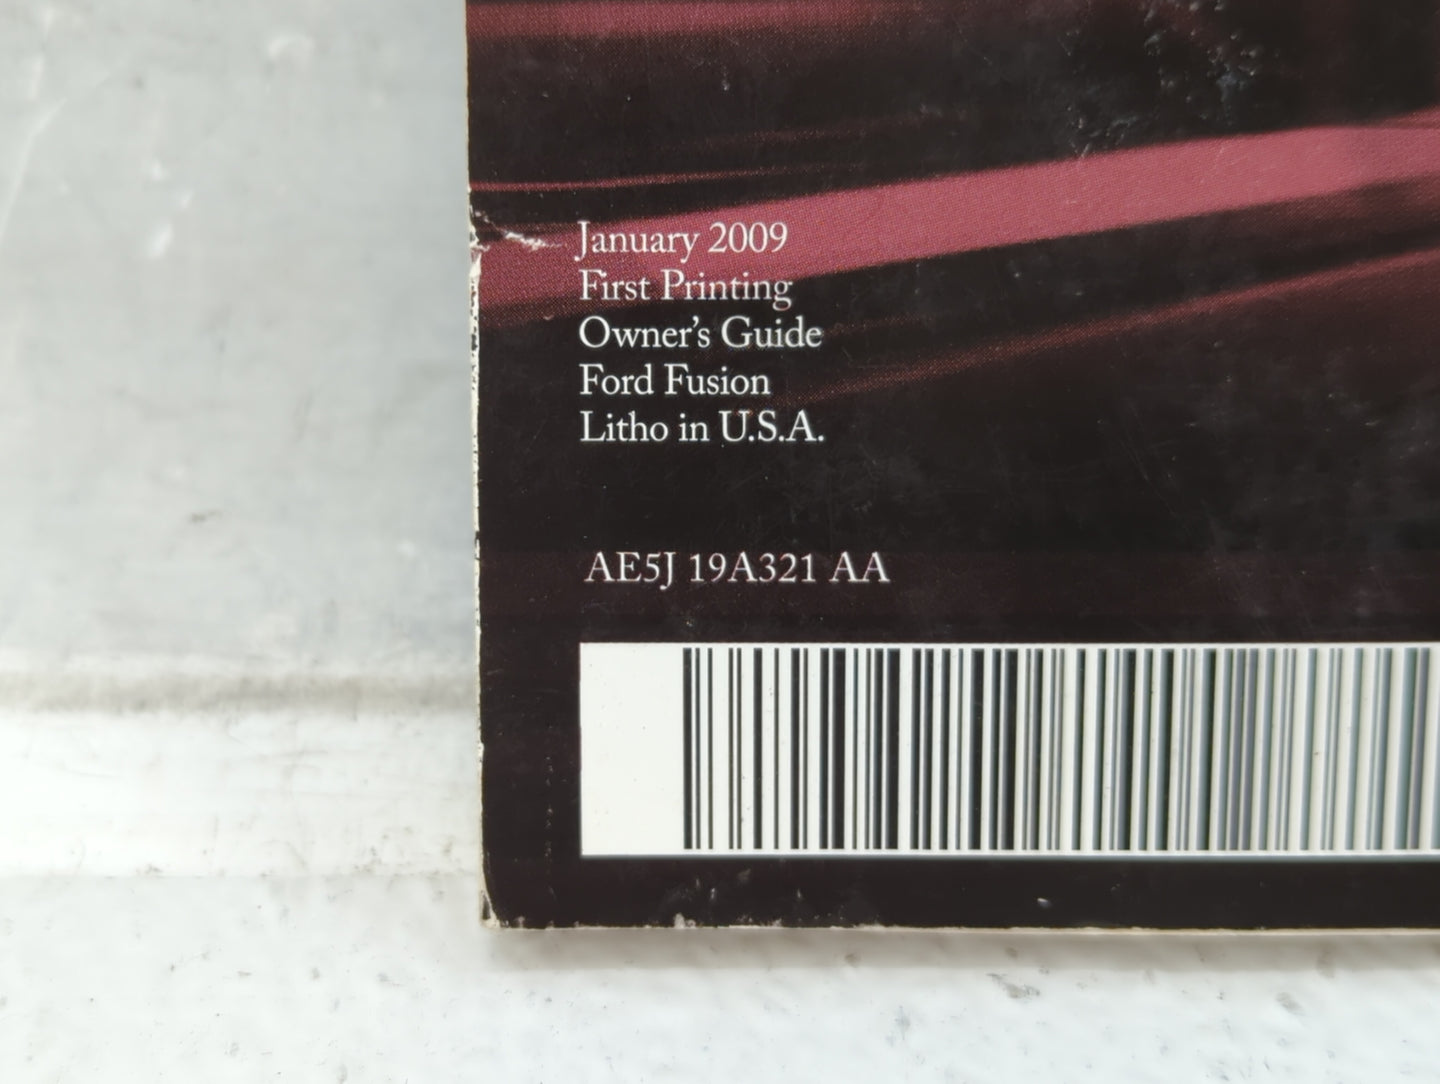 January 2009
First Printing
Owner's Guide
Ford Fusion
Litho in U.S.A.
AE5J 19A321 AA